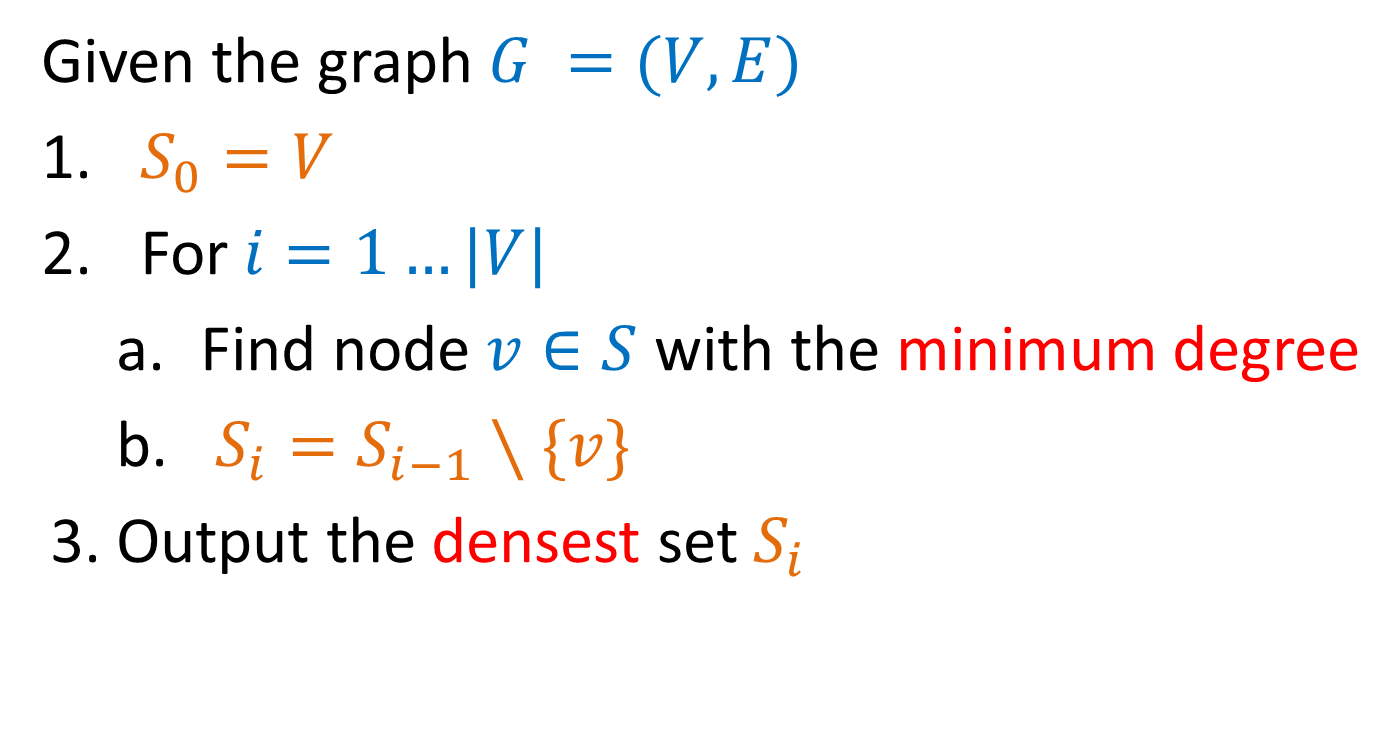 Given the graph G = (V, E)
1. S₀ = V
2. For i = 1 … |V|
a. Find node v ∈ S with the minimum degree
b. Sᵢ = Sᵢ₋₁ \ {v}
3. Output the densest set Sᵢ